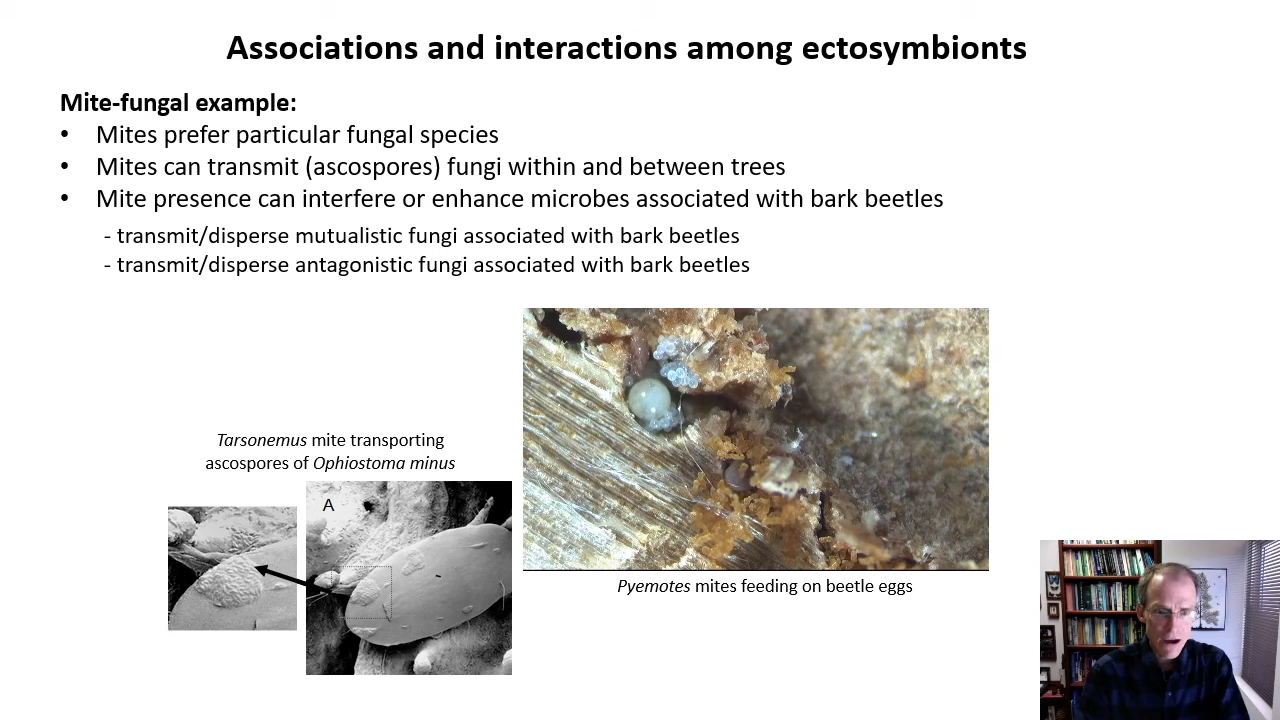 Associations and interactions among ectosymbionts
Mite-fungal example:
• Mites prefer particular fungal species
• Mites can transmit (ascospores) fungi within and between trees
• Mite presence can interfere or enhance microbes associated with bark beetles
- transmit/disperse mutualistic fungi associated with bark beetles
- transmit/disperse antagonistic fungi associated with bark beetles
Tarsonemus mite transporting
ascospores of Ophiostoma minus
A
Pyemotes mites feeding on beetle eggs